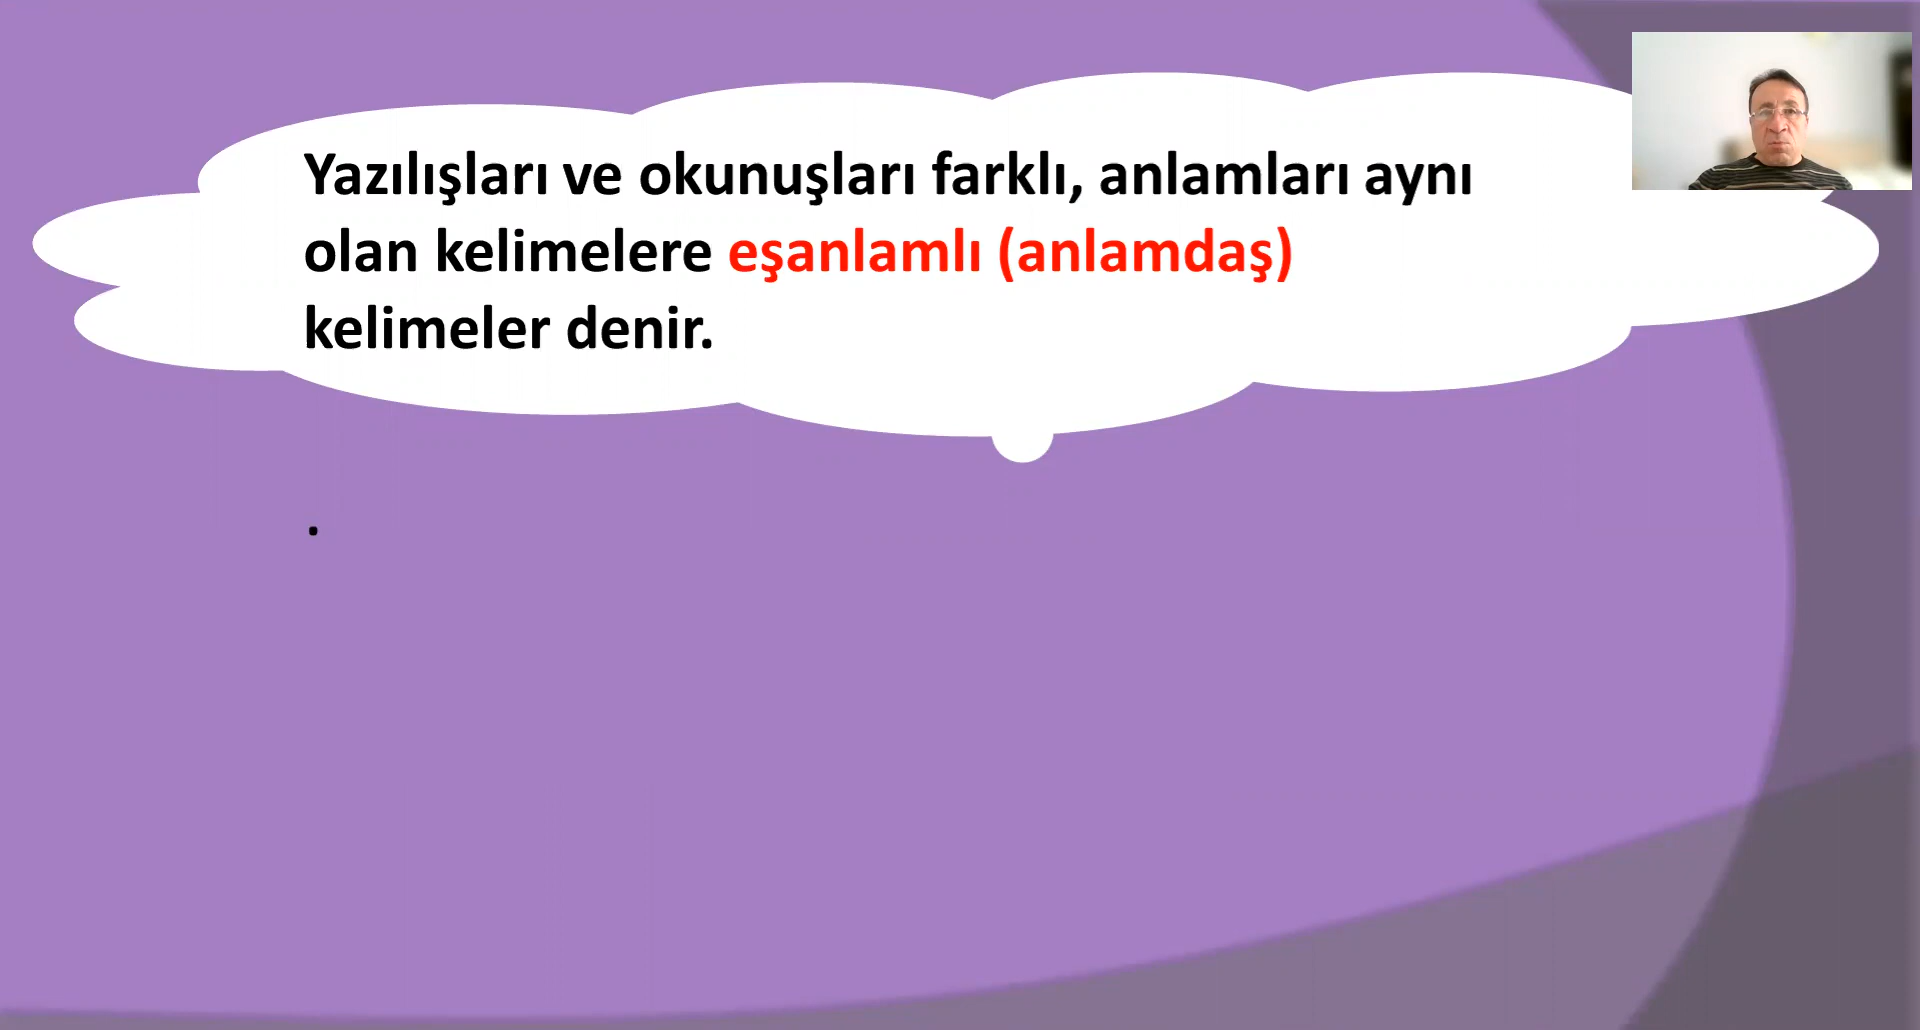 Yazılışları ve okunuşları farklı, anlamları aynı
olan kelimelere eşanlamlı (anlamdaş)
kelimeler denir.
.